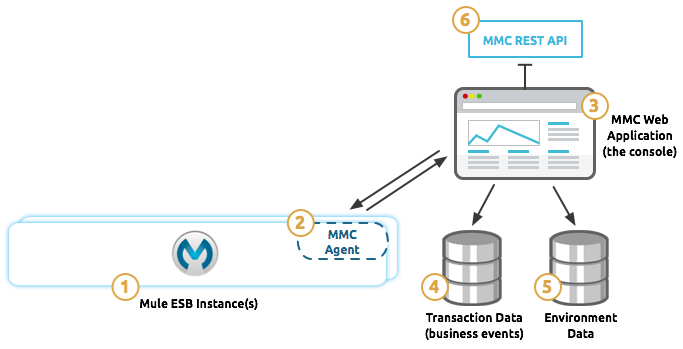 6
MMC REST API
3
MMC Web
Application
(the console)
2
MMC
Agent
1
Mule ESB Instance(s)
4
Transaction Data
(business events)
5
Environment
Data